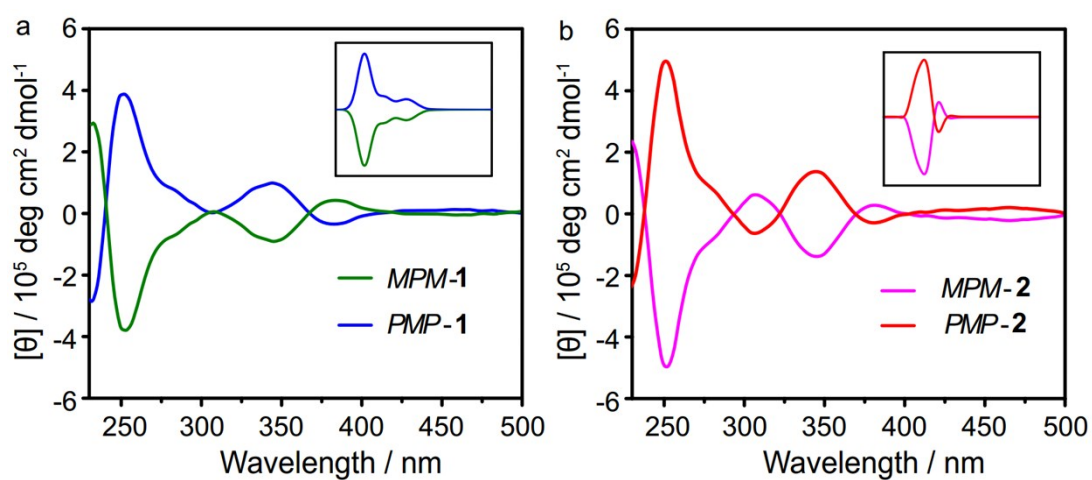 a
[θ] / 10⁵ deg cm² dmol⁻¹
6
4
2
0
-2
-4
-6
MPM-1
PMP-1
250 300 350 400 450 500
Wavelength / nm
b
[θ] / 10⁵ deg cm² dmol⁻¹
6
4
2
0
-2
-4
-6
MPM-2
PMP-2
250 300 350 400 450 500
Wavelength / nm